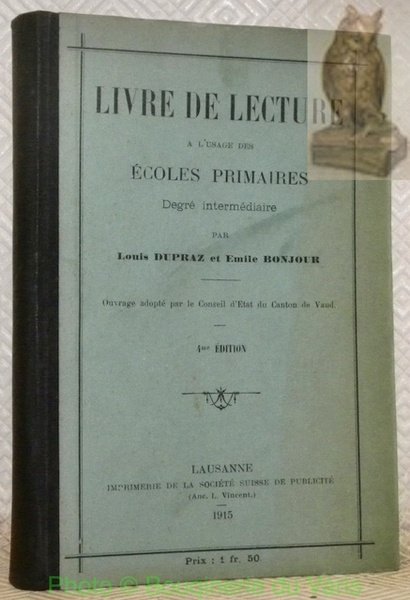 LIVRE DE LECTURE
A L'USAGE DES
ÉCOLES PRIMAIRES
Degré intermédiaire
PAR
Louis DUPRAZ et Emile BONJOUR
Ouvrage adopté par le Conseil d'Etat du Canton de Vaud.
4me ÉDITION
LAUSANNE
IMPRIMERIE DE LA SOCIÉTÉ SUISSE DE PUBLICITÉ
(Anc. L. Vincent.)
1915
Prix : 1 fr. 50.
Photo ©